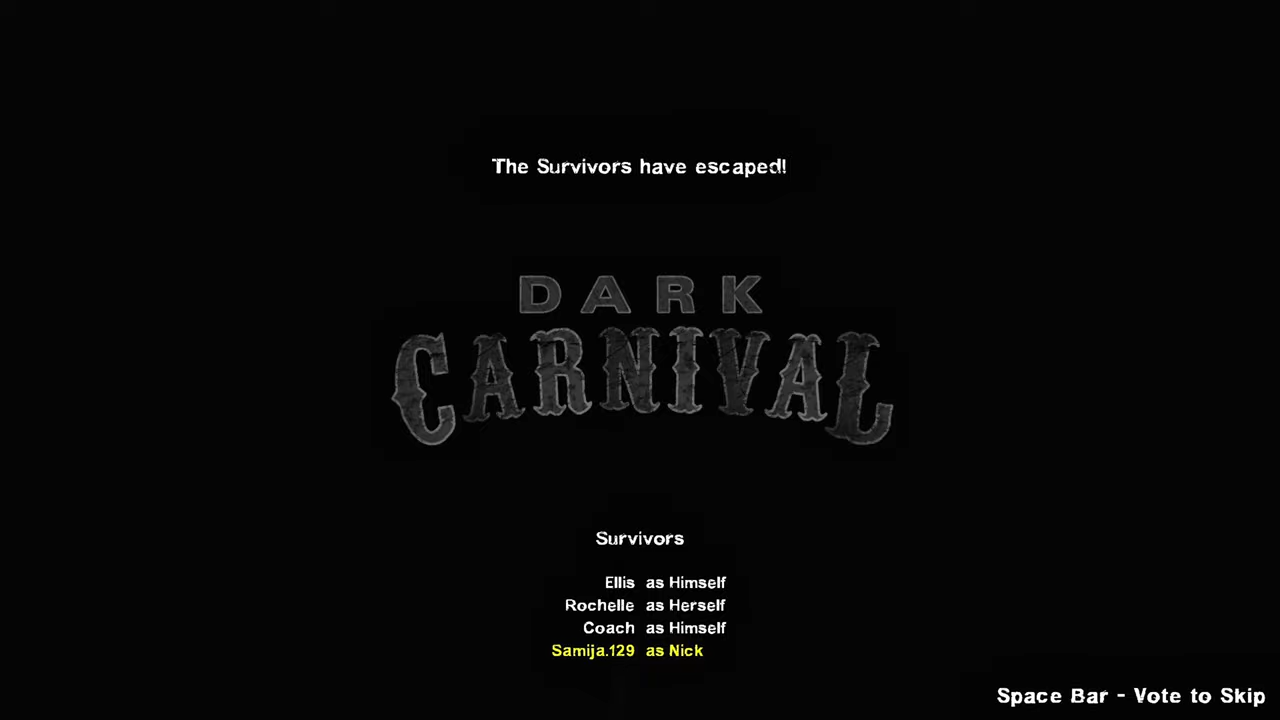 The Survivors have escaped!
DARK
CARNIVAL
Survivors
Ellis as Himself
Rochelle as Herself
Coach as Himself
Samija.129 as Nick
Space Bar - Vote to Skip